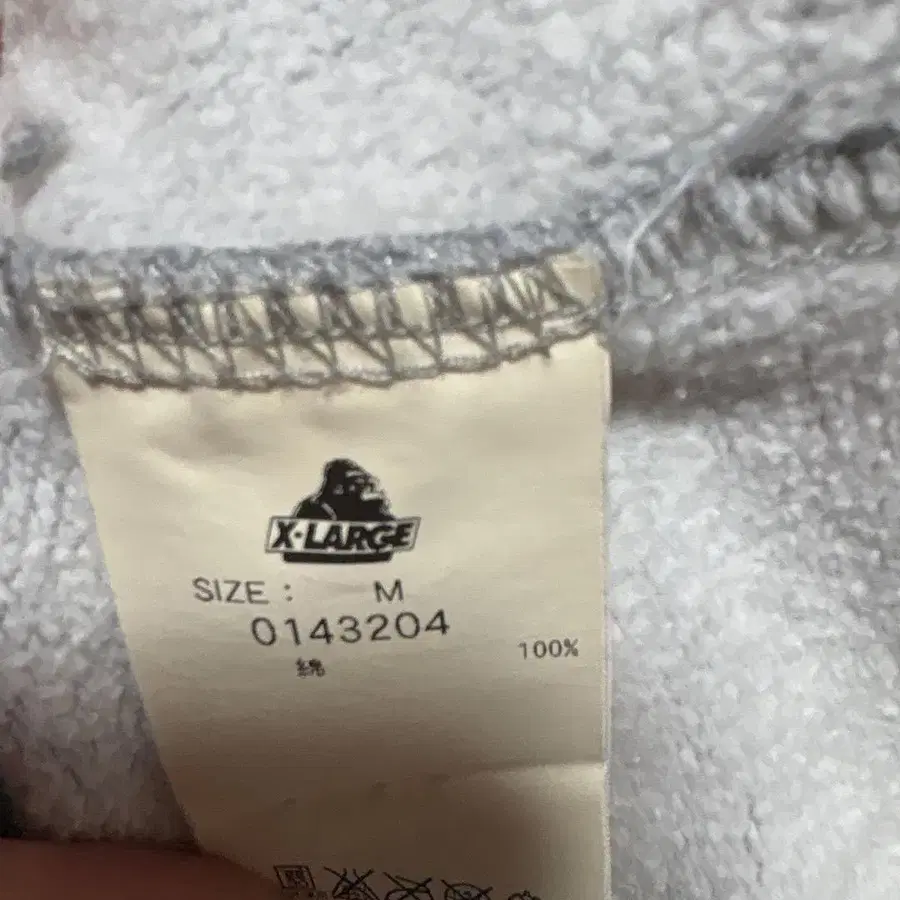 X-LARGE
SIZE : M
0143204
綿 100%